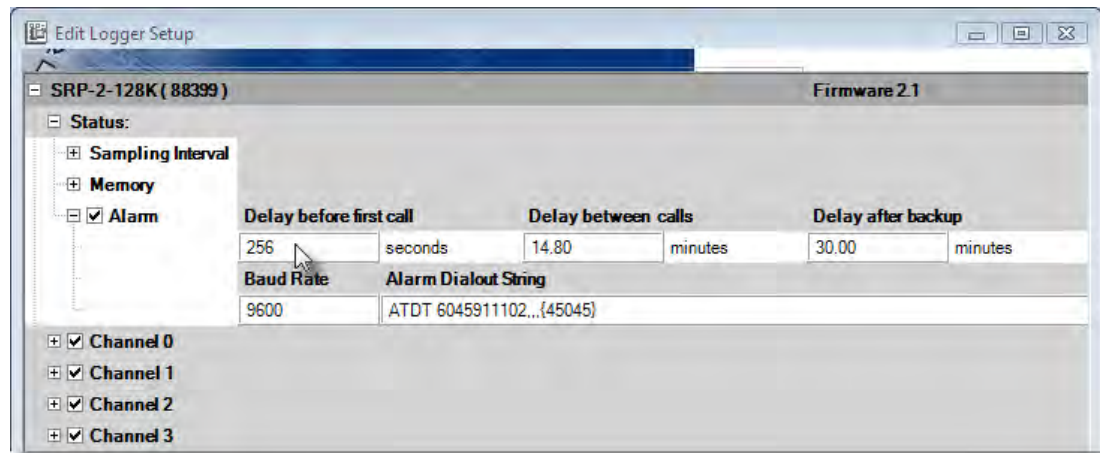 Edit Logger Setup
SRP-2-128K ( 88399 ) Firmware 2.1
Status:
Sampling Interval
Memory
Alarm Delay before first call Delay between calls Delay after backup
256 seconds 14.80 minutes 30.00 minutes
Baud Rate Alarm Dialout String
9600 ATDT 6045911102,,,{45045}
Channel 0
Channel 1
Channel 2
Channel 3